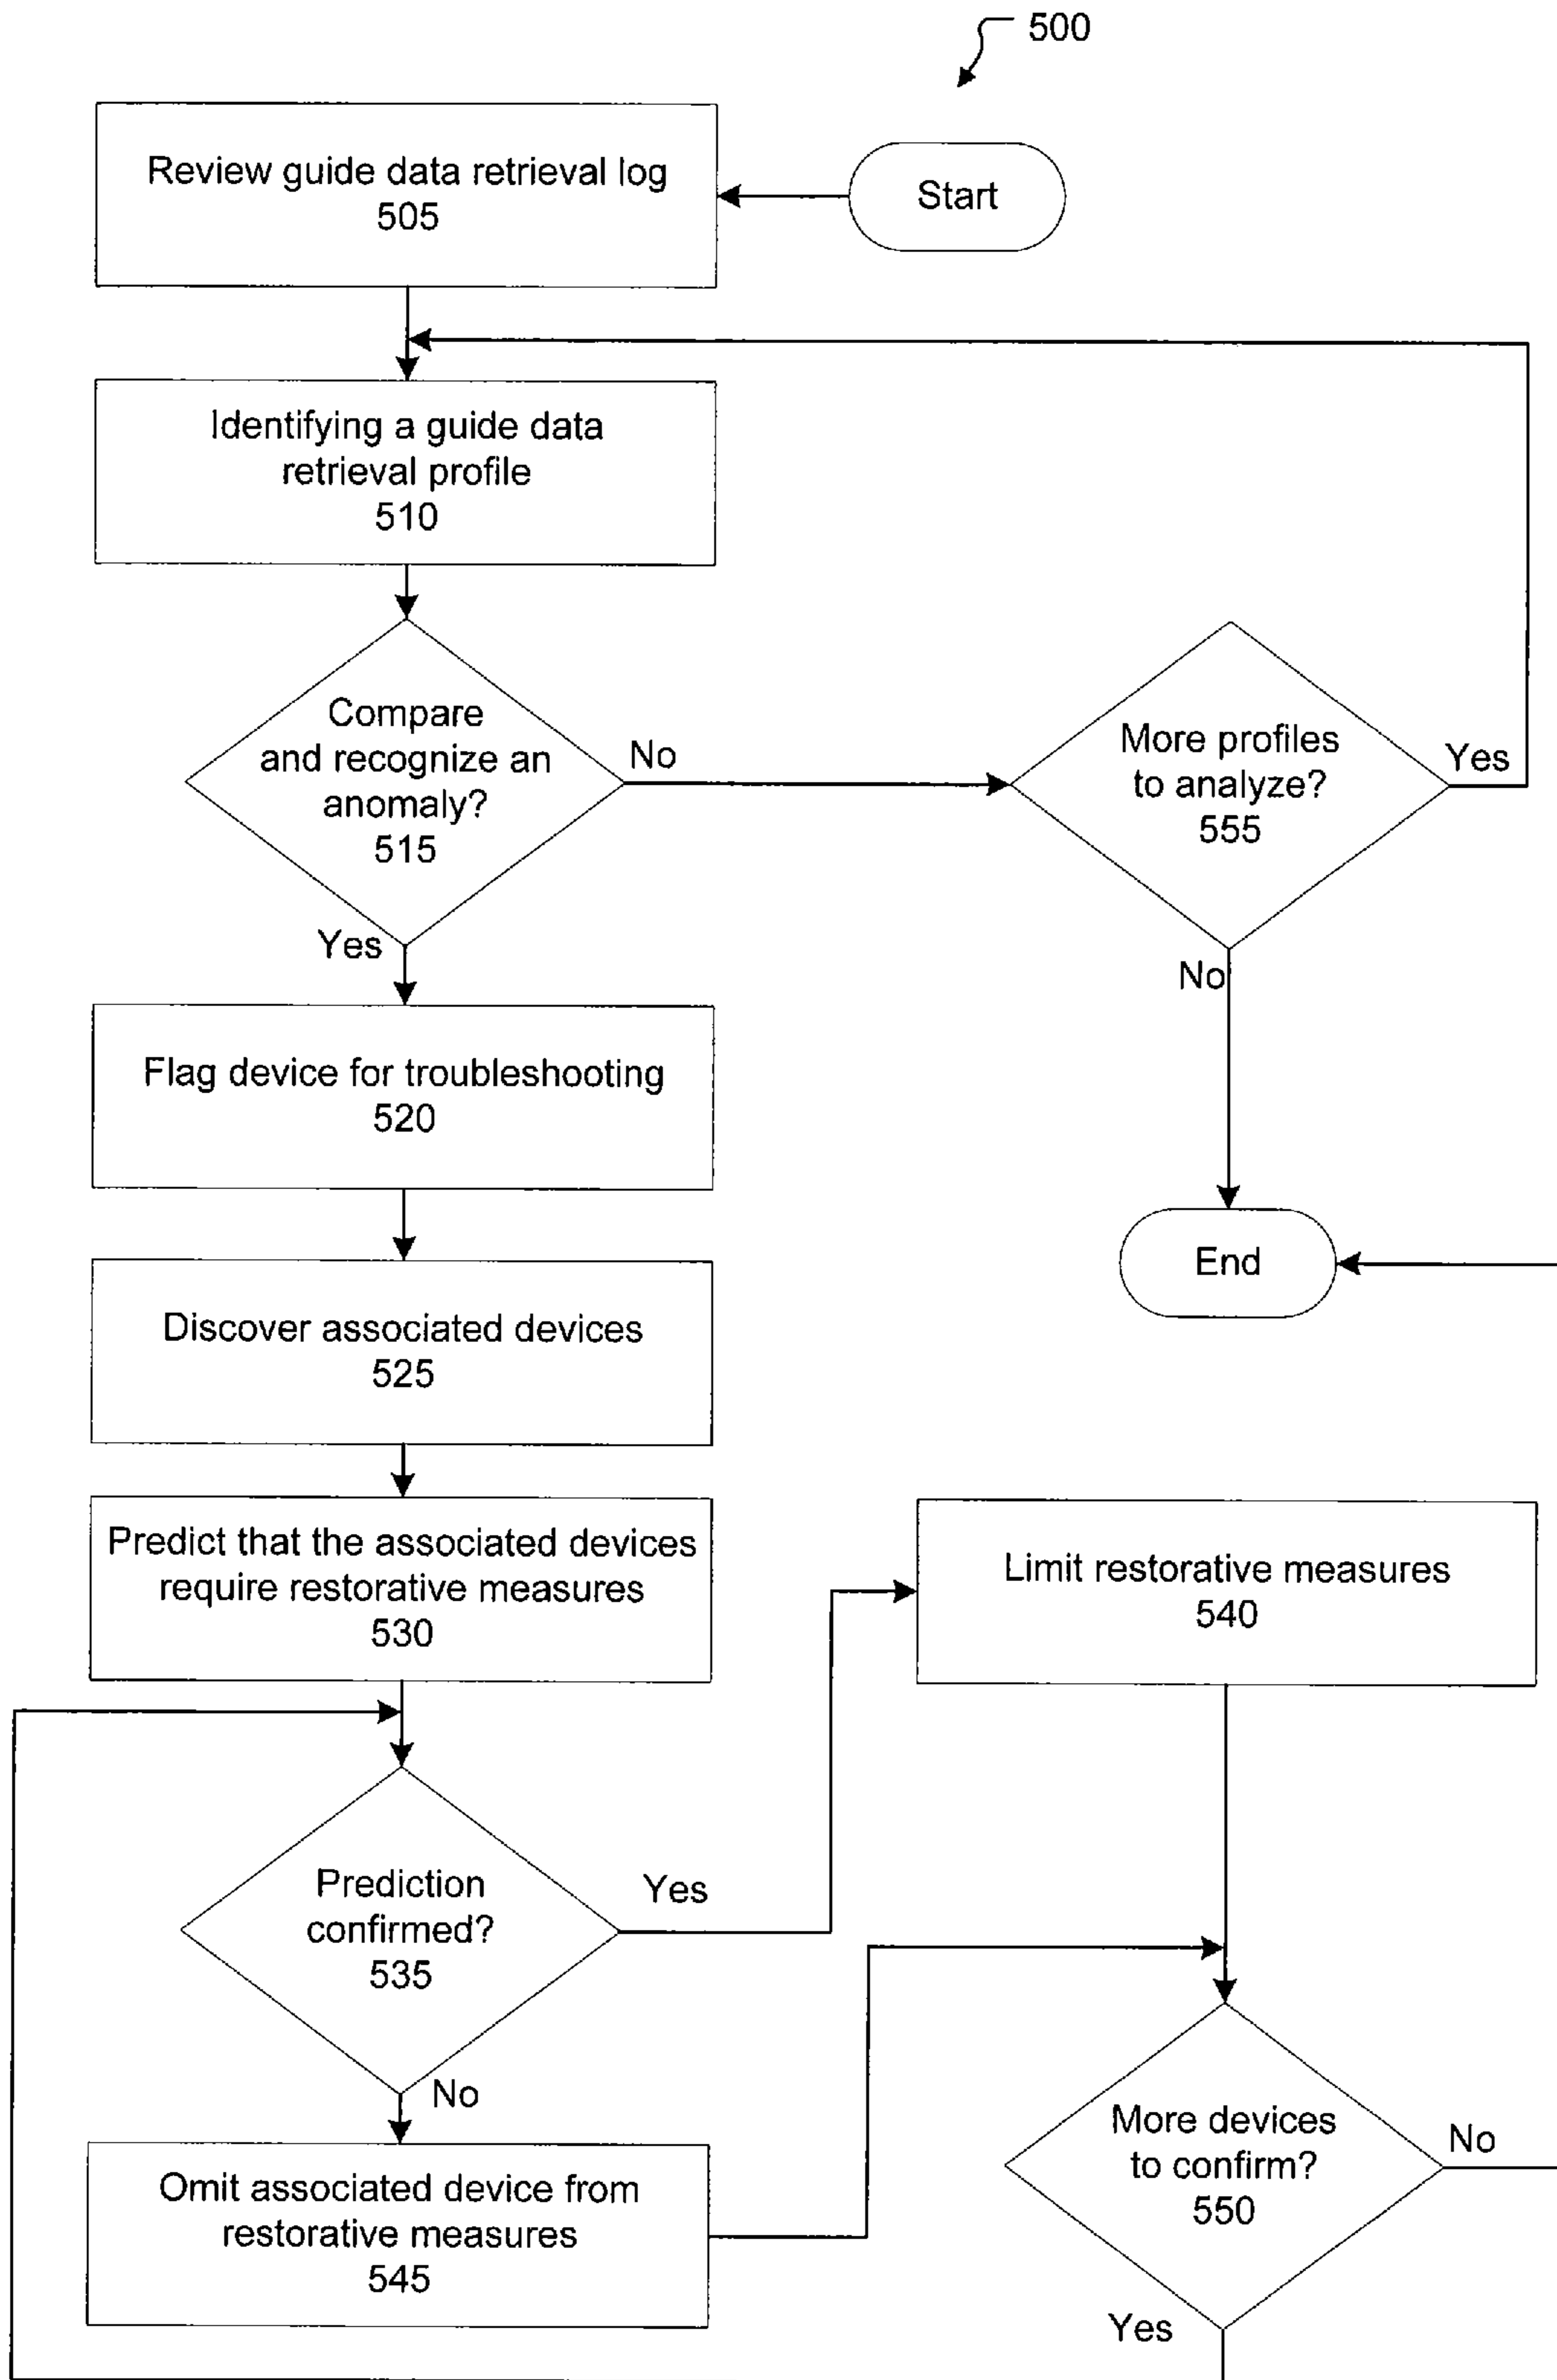 500
Start
Review guide data retrieval log
505
Identifying a guide data
retrieval profile
510
Compare
and recognize an
anomaly?
515
No
Yes
More profiles
to analyze?
555
Yes
No
Flag device for troubleshooting
520
Discover associated devices
525
End
Predict that the associated devices
require restorative measures
530
Limit restorative measures
540
Prediction
confirmed?
535
Yes
No
Omit associated device from
restorative measures
545
More devices
to confirm?
550
No
Yes